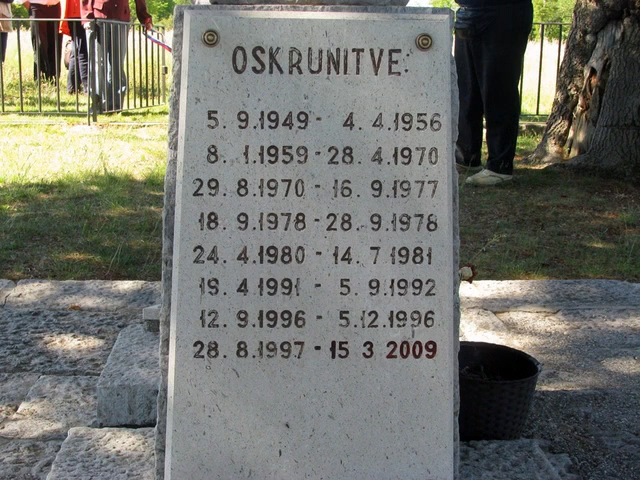 OSKRUNITVE:
5. 9.1949 - 4. 4.1956
8. 1.1959 - 28. 4.1970
29. 8.1970 - 16. 9.1977
18. 9.1978 - 28. 9.1978
24. 4.1980 - 14. 7.1981
19. 4.1991 - 5. 9.1992
12. 9.1996 - 5.12.1996
28. 8.1997 - 15 3 2009